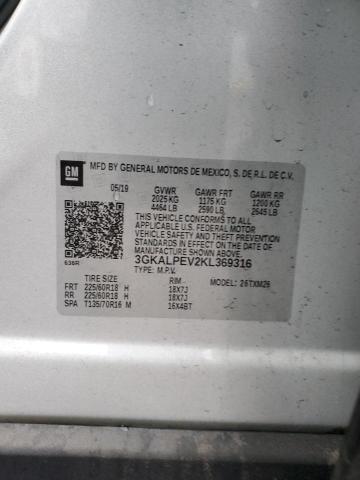 GM
MFD BY GENERAL MOTORS DE MEXICO, S. DE R.L. DE C.V.
05/19 GVWR GAWR FRT GAWR RR
2025 KG 1175 KG 1200 KG
4464 LB 2590 LB 2645 LB
THIS VEHICLE CONFORMS TO ALL
APPLICABLE U.S. FEDERAL MOTOR
VEHICLE SAFETY, BUMPER, AND THEFT
PREVENTION STANDARDS IN EFFECT ON
THE DATE OF MANUFACTURE SHOWN ABOVE.
636R
3GKALPEV2KL369316
TYPE: M.P.V.
TIRE SIZE RIM MODEL: 26TXM26
FRT 225/60R18 H 18X7J
RR 225/60R18 H 18X7J
SPA T135/70R16 M 16X4BT